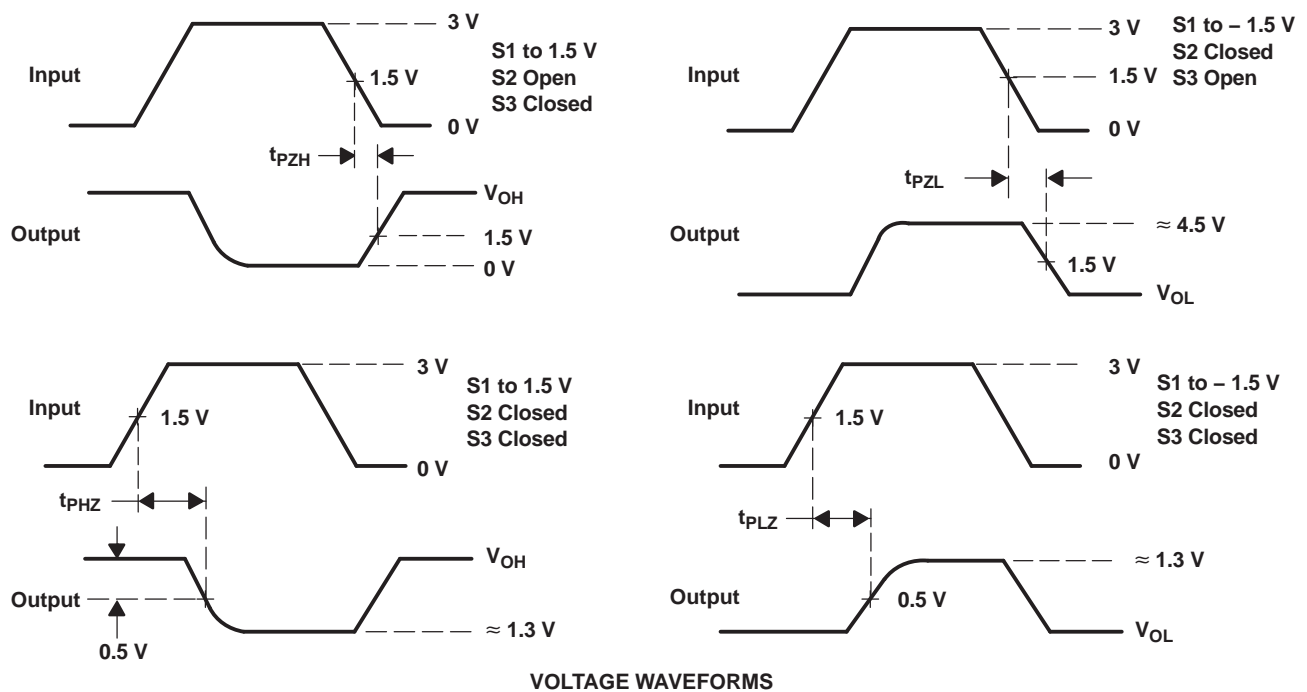 3 V
S1 to 1.5 V
S2 Open
S3 Closed
Input
1.5 V
0 V
tPZH
VOH
Output
1.5 V
0 V
3 V
S1 to – 1.5 V
S2 Closed
S3 Open
Input
1.5 V
0 V
tPZL
≈ 4.5 V
Output
1.5 V
VOL
3 V
S1 to 1.5 V
S2 Closed
S3 Closed
Input
1.5 V
0 V
tPHZ
VOH
Output
0.5 V
≈ 1.3 V
3 V
S1 to – 1.5 V
S2 Closed
S3 Closed
Input
1.5 V
0 V
tPLZ
≈ 1.3 V
Output
0.5 V
VOL
VOLTAGE WAVEFORMS